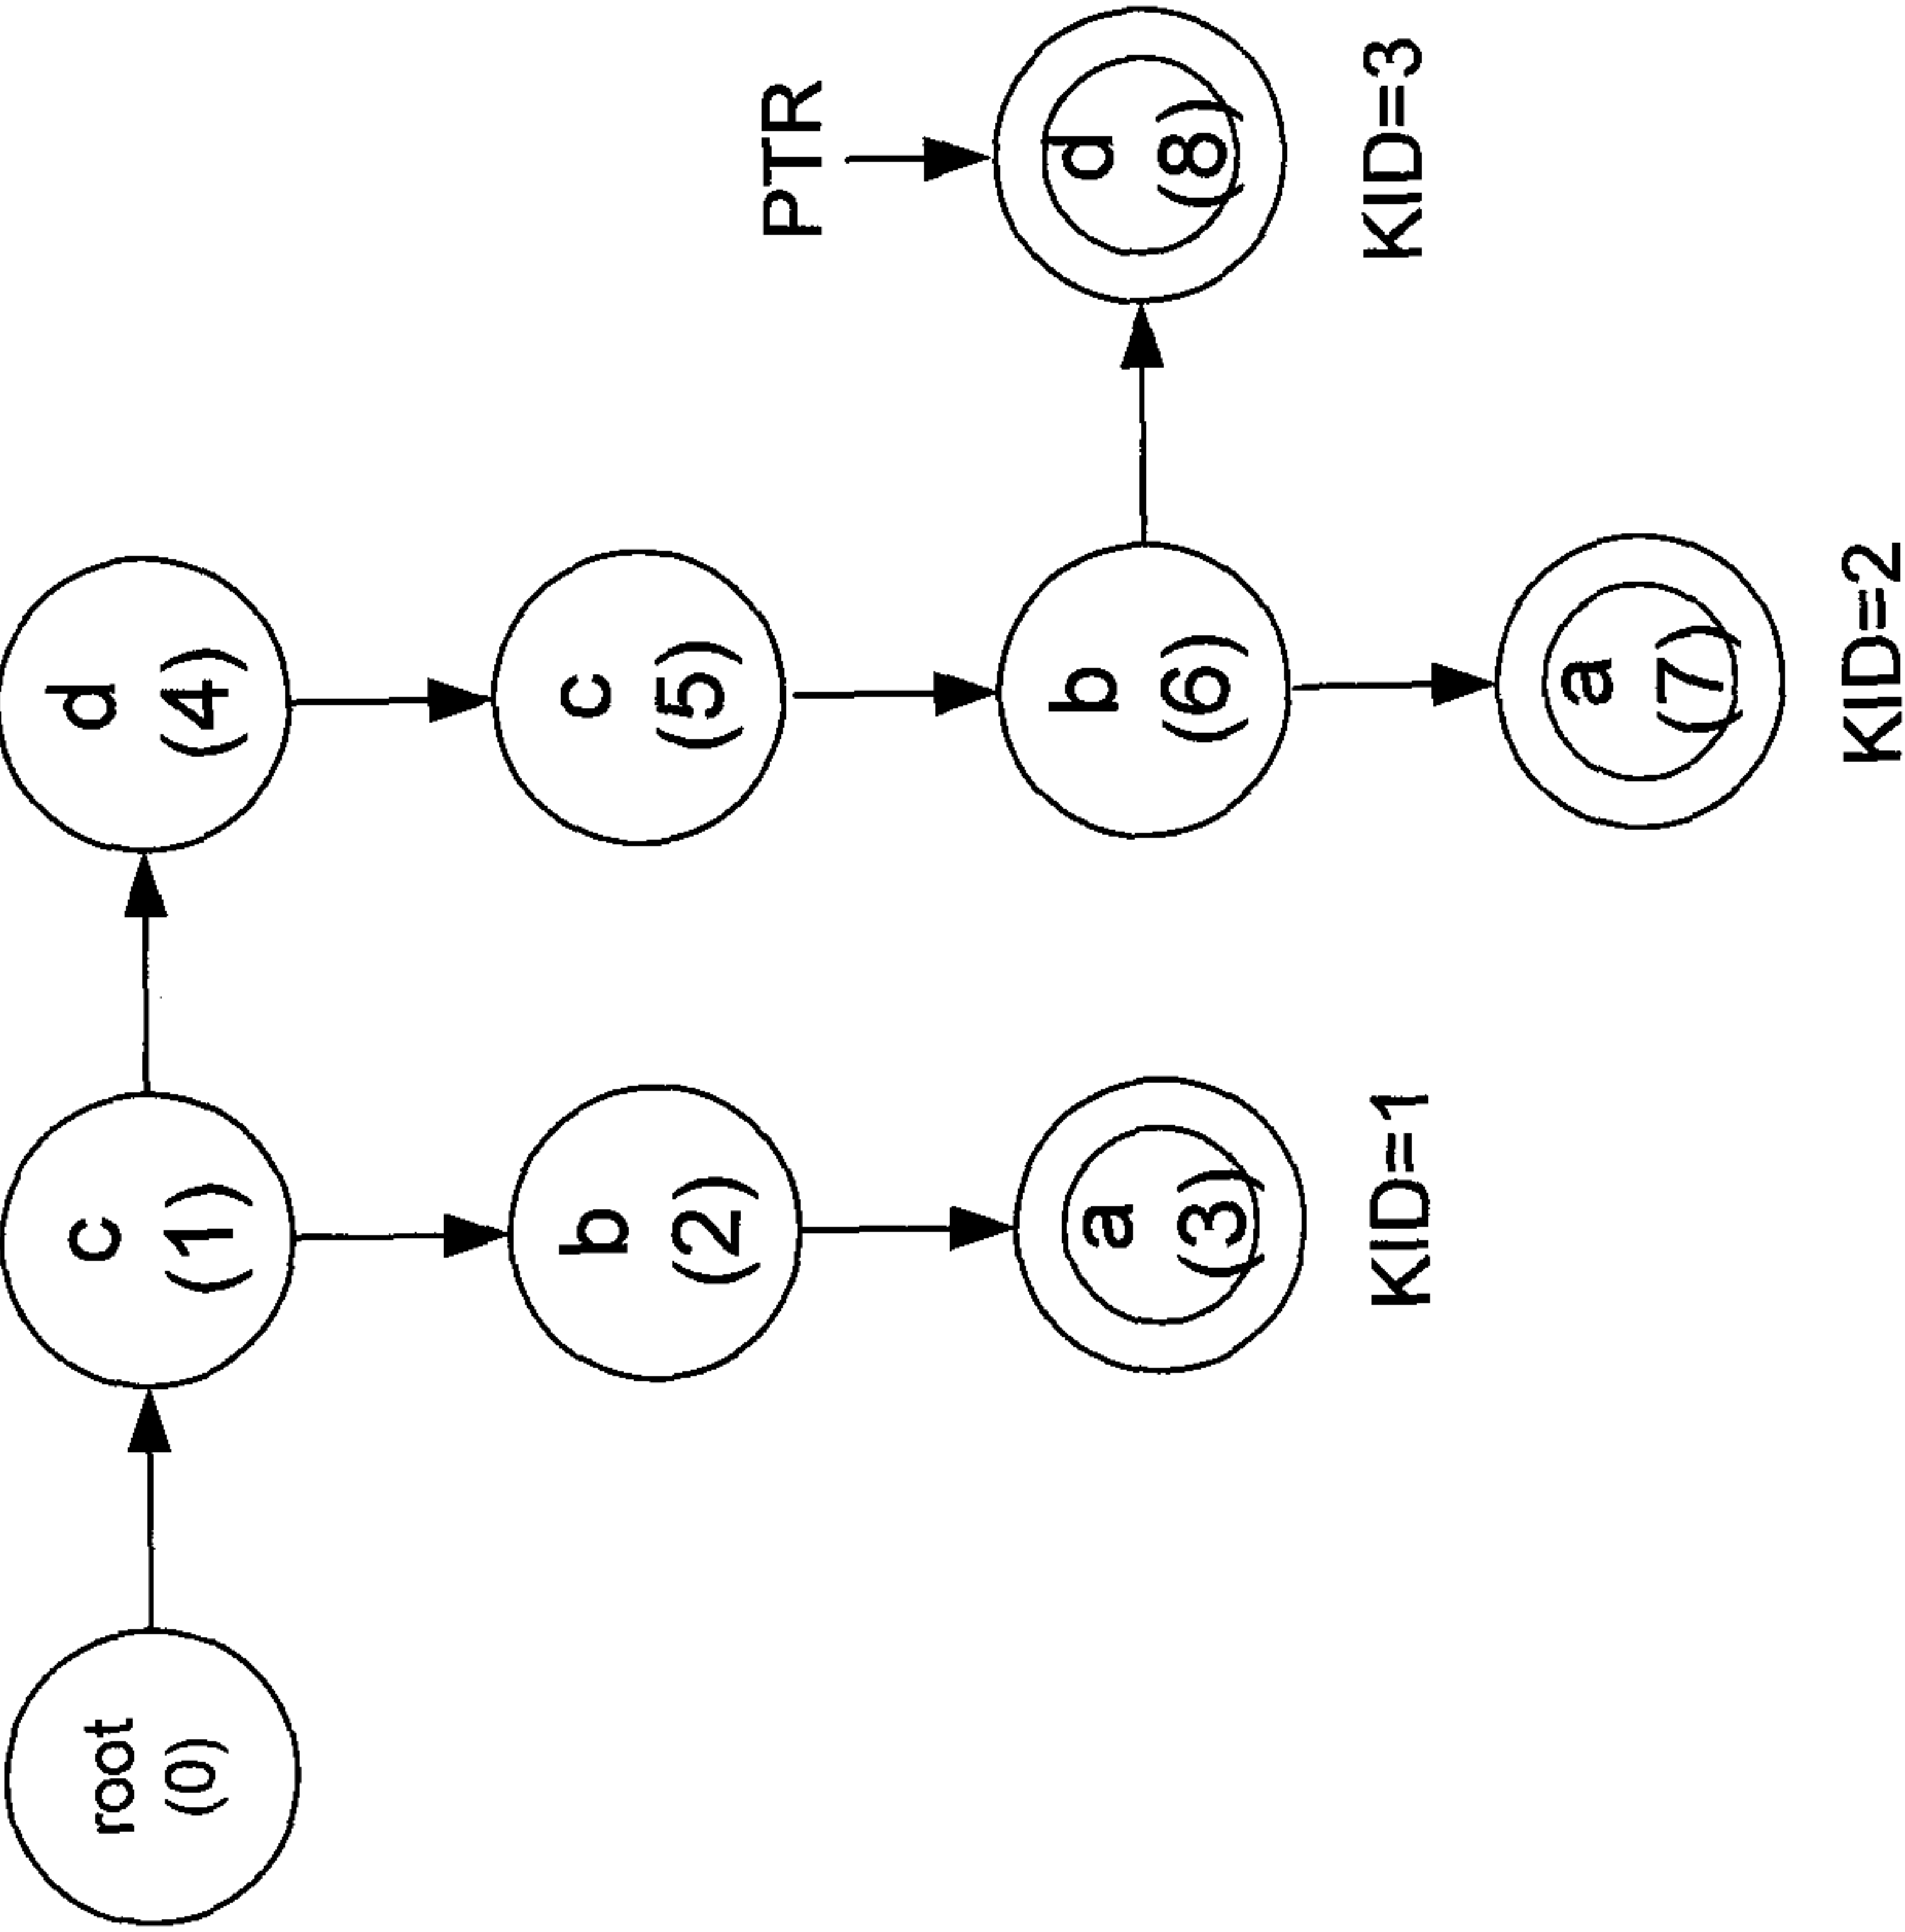 root
(0)
c
(1)
d
(4)
b
(2)
c
(5)
PTR
a
(3)
b
(6)
d
(8)
KID=1
KID=3
a
(7)
KID=2